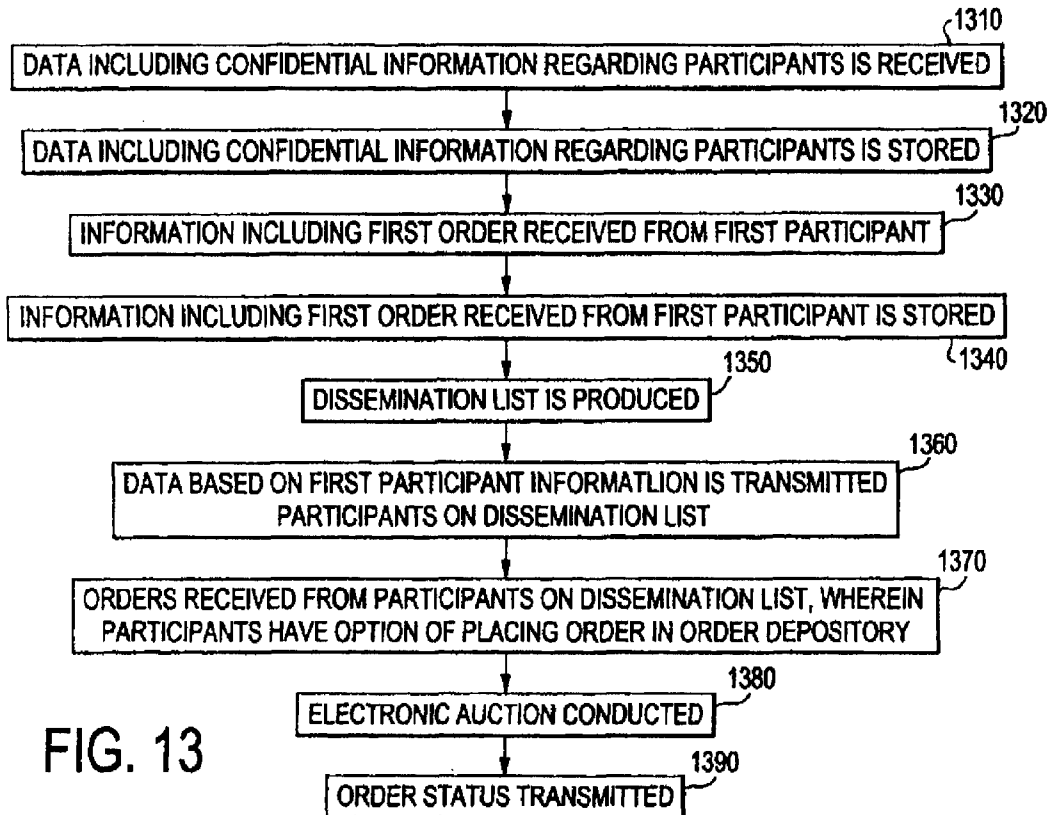 1310
DATA INCLUDING CONFIDENTIAL INFORMATION REGARDING PARTICIPANTS IS RECEIVED
1320
DATA INCLUDING CONFIDENTIAL INFORMATION REGARDING PARTICIPANTS IS STORED
1330
INFORMATION INCLUDING FIRST ORDER RECEIVED FROM FIRST PARTICIPANT
INFORMATION INCLUDING FIRST ORDER RECEIVED FROM FIRST PARTICIPANT IS STORED
1340
1350
DISSEMINATION LIST IS PRODUCED
1360
DATA BASED ON FIRST PARTICIPANT INFORMATLION IS TRANSMITTED
PARTICIPANTS ON DISSEMINATION LIST
1370
ORDERS RECEIVED FROM PARTICIPANTS ON DISSEMINATION LIST, WHEREIN
PARTICIPANTS HAVE OPTION OF PLACING ORDER IN ORDER DEPOSITORY
1380
ELECTRONIC AUCTION CONDUCTED
FIG. 13
1390
ORDER STATUS TRANSMITTED